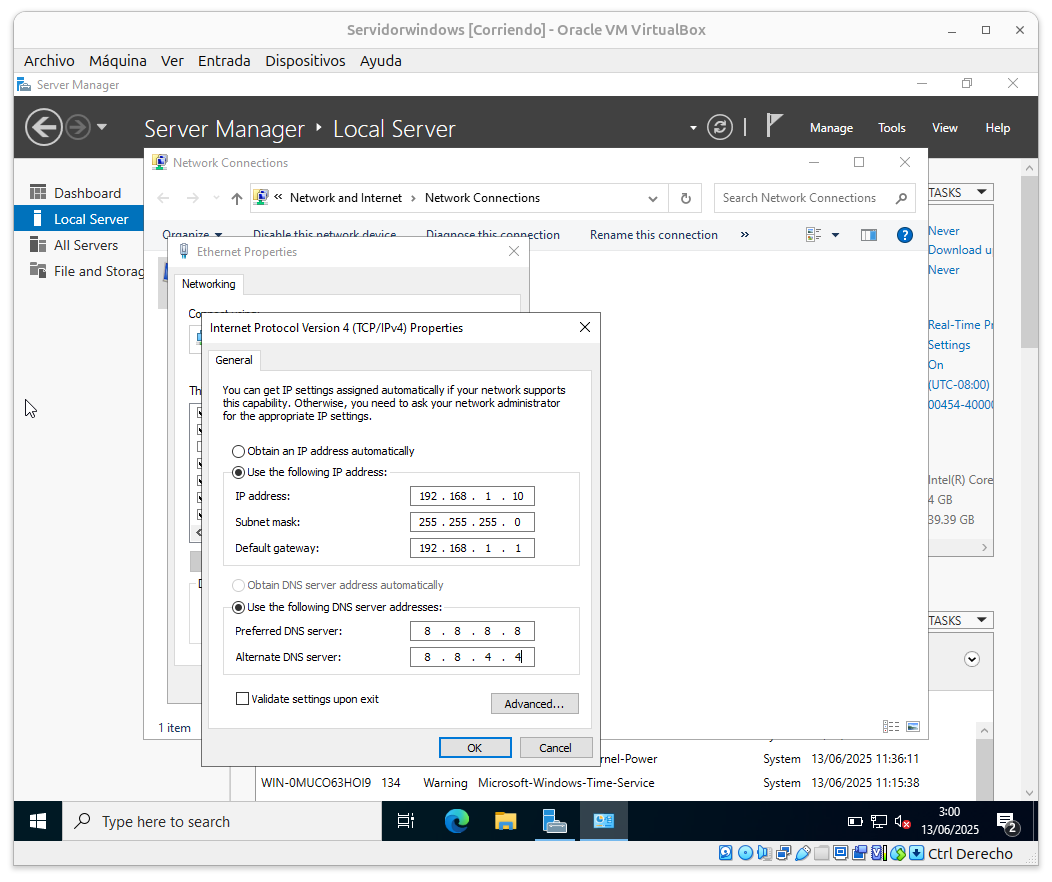 Servidorwindows [Corriendo] - Oracle VM VirtualBox
Archivo Máquina Ver Entrada Dispositivos Ayuda
Server Manager
Server Manager Local Server
Manage Tools View Help
Dashboard
Local Server
All Servers
File and Storag
Network Connections
Network and Internet Network Connections
Search Network Connections
Organize Disable this network device Diagnose this connection Rename this connection »
TASKS
Never
Download u
Never
Real-Time Pr
Settings
On
(UTC-08:00)
00454-40000
Intel(R) Core
4 GB
39.39 GB
TASKS
Ethernet Properties
Networking
Th
Internet Protocol Version 4 (TCP/IPv4) Properties
General
You can get IP settings assigned automatically if your network supports
this capability. Otherwise, you need to ask your network administrator
for the appropriate IP settings.
Obtain an IP address automatically
Use the following IP address:
IP address: 192 . 168 . 1 . 10
Subnet mask: 255 . 255 . 255 . 0
Default gateway: 192 . 168 . 1 . 1
Obtain DNS server address automatically
Use the following DNS server addresses:
Preferred DNS server: 8 . 8 . 8 . 8
Alternate DNS server: 8 . 8 . 4 . 4
Validate settings upon exit
Advanced...
OK Cancel
1 item
rnel-Power System 13/06/2025 11:36:11
WIN-0MUCO63HOI9 134 Warning Microsoft-Windows-Time-Service System 13/06/2025 11:15:38
Type here to search
3:00
13/06/2025
2
Ctrl Derecho